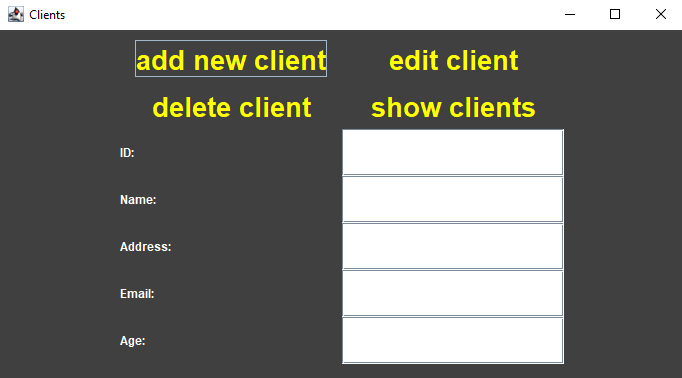 Clients
add new client edit client
delete client show clients
ID:
Name:
Address:
Email:
Age: